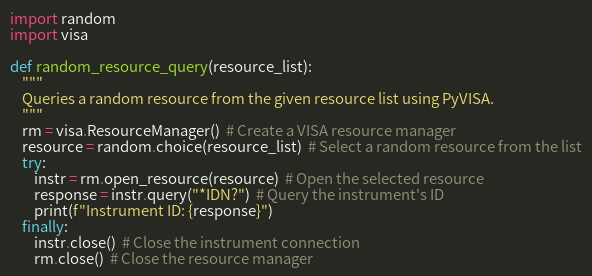 import random
import visa
def random_resource_query(resource_list):
"""
Queries a random resource from the given resource list using PyVISA.
"""
rm = visa.ResourceManager() # Create a VISA resource manager
resource = random.choice(resource_list) # Select a random resource from the list
try:
instr = rm.open_resource(resource) # Open the selected resource
response = instr.query("*IDN?") # Query the instrument's ID
print(f"Instrument ID: {response}")
finally:
instr.close() # Close the instrument connection
rm.close() # Close the resource manager